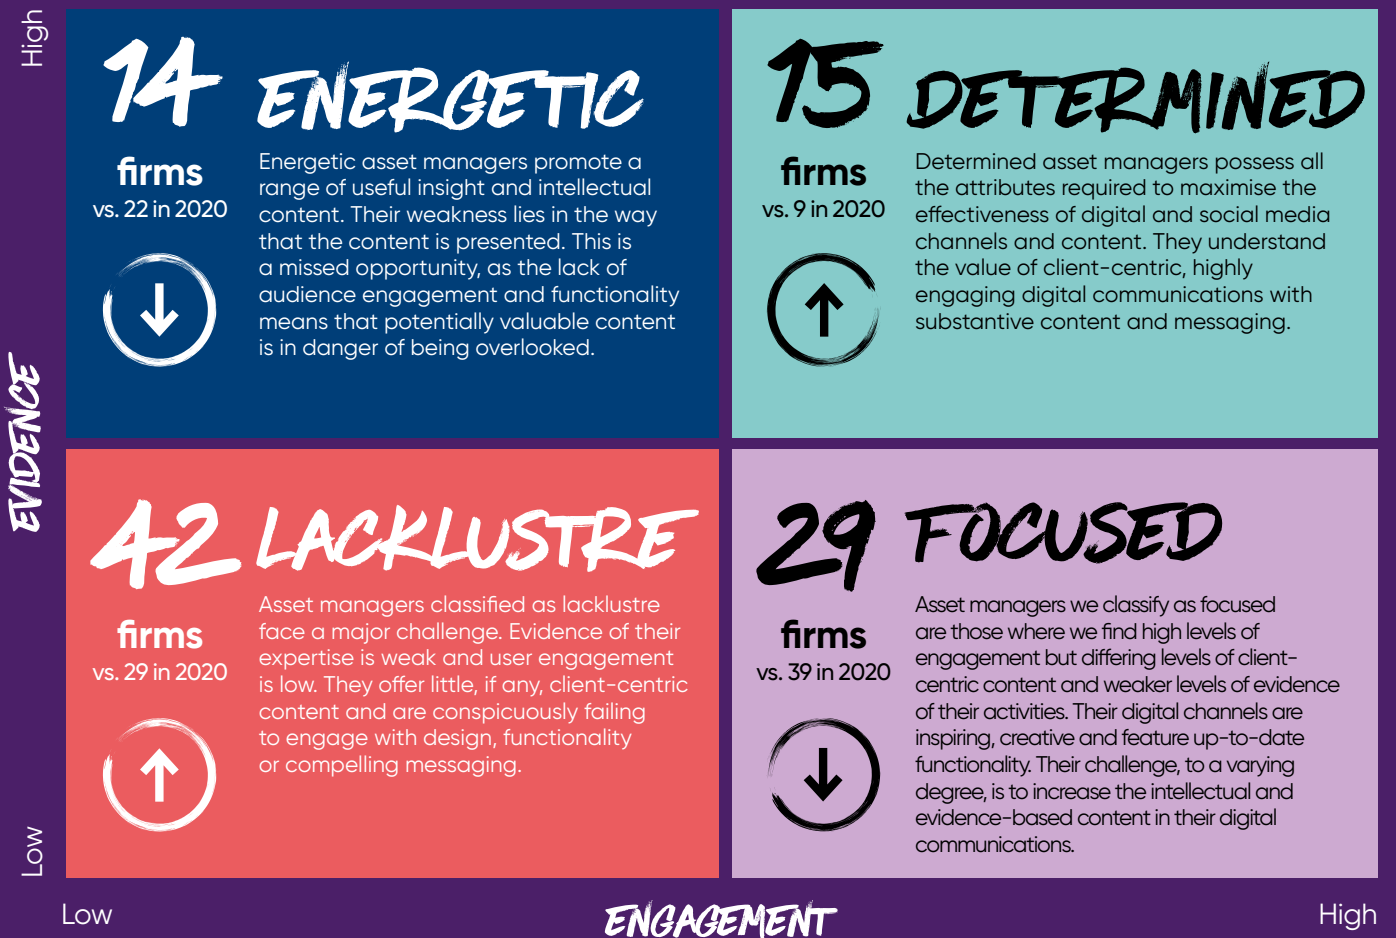 High
14 ENERGETIC
firms
vs. 22 in 2020
Energetic asset managers promote a
range of useful insight and intellectual
content. Their weakness lies in the way
that the content is presented. This is
a missed opportunity, as the lack of
audience engagement and functionality
means that potentially valuable content
is in danger of being overlooked.
15 DETERMINED
firms
vs. 9 in 2020
Determined asset managers possess all
the attributes required to maximise the
effectiveness of digital and social media
channels and content. They understand
the value of client-centric, highly
engaging digital communications with
substantive content and messaging.
EVIDENCE
42 LACKLUSTRE
firms
vs. 29 in 2020
Asset managers classified as lacklustre
face a major challenge. Evidence of their
expertise is weak and user engagement
is low. They offer little, if any, client-centric
content and are conspicuously failing
to engage with design, functionality
or compelling messaging.
29 FOCUSED
firms
vs. 39 in 2020
Asset managers we classify as focused
are those where we find high levels of
engagement but differing levels of client-
centric content and weaker levels of evidence
of their activities. Their digital channels are
inspiring, creative and feature up-to-date
functionality. Their challenge, to a varying
degree, is to increase the intellectual and
evidence-based content in their digital
communications.
Low
Low
ENGAGEMENT
High